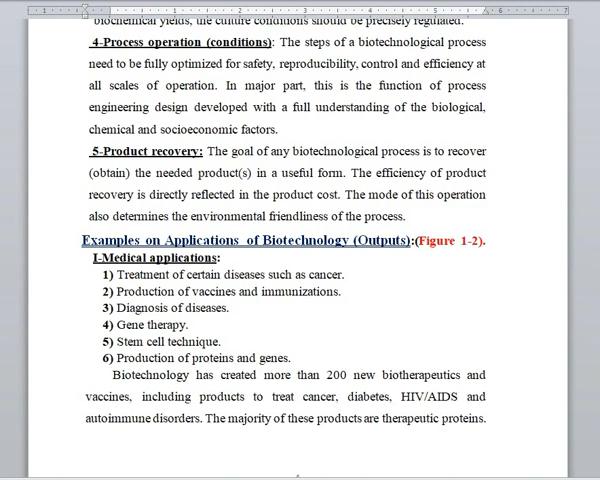 biochemical yields, the culture conditions should be precisely regulated.
4-Process operation (conditions): The steps of a biotechnological process
need to be fully optimized for safety, reproducibility, control and efficiency at
all scales of operation. In major part, this is the function of process
engineering design developed with a full understanding of the biological,
chemical and socioeconomic factors.
5-Product recovery: The goal of any biotechnological process is to recover
(obtain) the needed product(s) in a useful form. The efficiency of product
recovery is directly reflected in the product cost. The mode of this operation
also determines the environmental friendliness of the process.
Examples on Applications of Biotechnology (Outputs):(Figure 1-2).
I-Medical applications:
1) Treatment of certain diseases such as cancer.
2) Production of vaccines and immunizations.
3) Diagnosis of diseases.
4) Gene therapy.
5) Stem cell technique.
6) Production of proteins and genes.
Biotechnology has created more than 200 new biotherapeutics and
vaccines, including products to treat cancer, diabetes, HIV/AIDS and
autoimmune disorders. The majority of these products are therapeutic proteins.